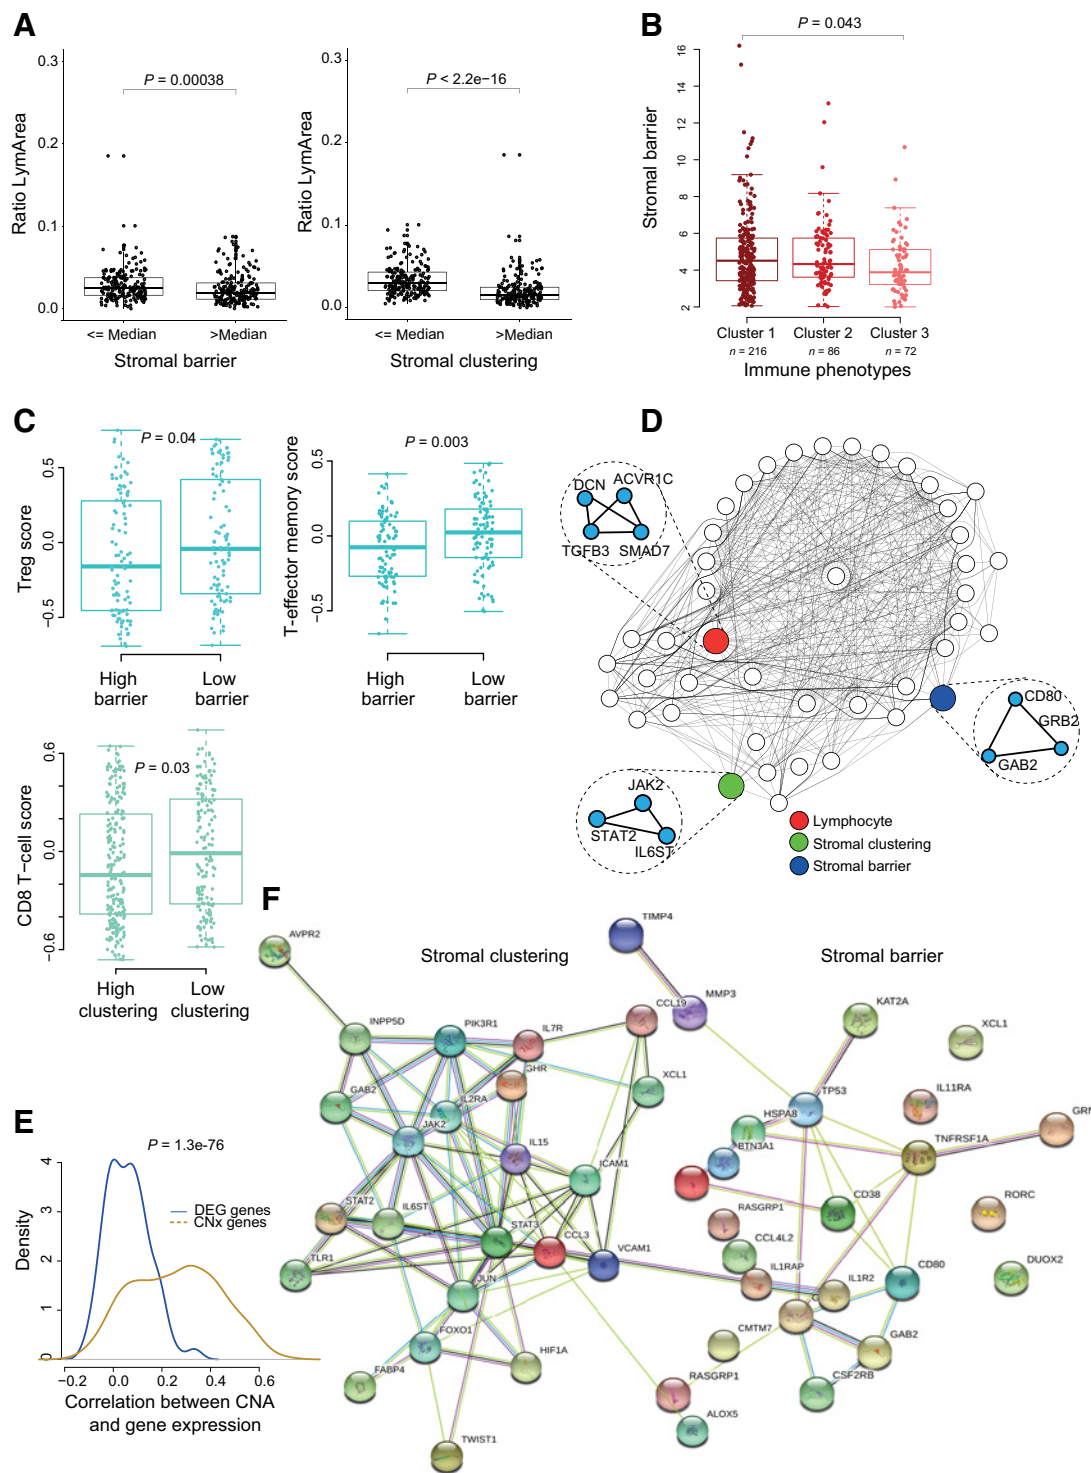 A
Ratio LymArea
0.3
0.2
0.1
0.0
P = 0.00038
<= Median
>Median
Stromal barrier
Ratio LymArea
0.3
0.2
0.1
0.0
P < 2.2e−16
<= Median
>Median
Stromal clustering
B
P = 0.043
Stromal barrier
16
14
12
10
8
6
4
2
Cluster 1
Cluster 2
Cluster 3
n = 216
n = 86
n = 72
Immune phenotypes
C
Treg score
0.5
0.0
−0.5
P = 0.04
High barrier
Low barrier
T-effector memory score
0.5
0.0
−0.5
P = 0.003
High barrier
Low barrier
CD8 T−cell score
0.6
0.0
−0.6
P = 0.03
High clustering
Low clustering
D
DCN
ACVR1C
TGFB3
SMAD7
CD80
GRB2
GAB2
JAK2
STAT2
IL6ST
Lymphocyte
Stromal clustering
Stromal barrier
E
P = 1.3e-76
Density
4
3
2
1
0
DEG genes
CNx genes
−0.2
0.0
0.2
0.4
0.6
Correlation between CNA
and gene expression
F
Stromal clustering
AVPR2
INPP5D
PIK3R1
IL7R
CCL19
GHR
XCL1
GAB2
IL2RA
JAK2
IL15
ICAM1
STAT2
IL6ST
STAT3
CCL3
VCAM1
TLR1
JUN
FOXO1
HIF1A
FABP4
TWIST1
Stromal barrier
TIMP4
MMP3
KAT2A
XCL1
TP53
IL11RA
HSPA8
GRN
TNFRSF1A
BTN3A1
CD38
RORC
RASGRP1
CCL4L2
IL1RAP
IL1R2
CD80
DUOX2
G
CMTM7
GAB2
RASGRP1
CSF2RB
ALOX5